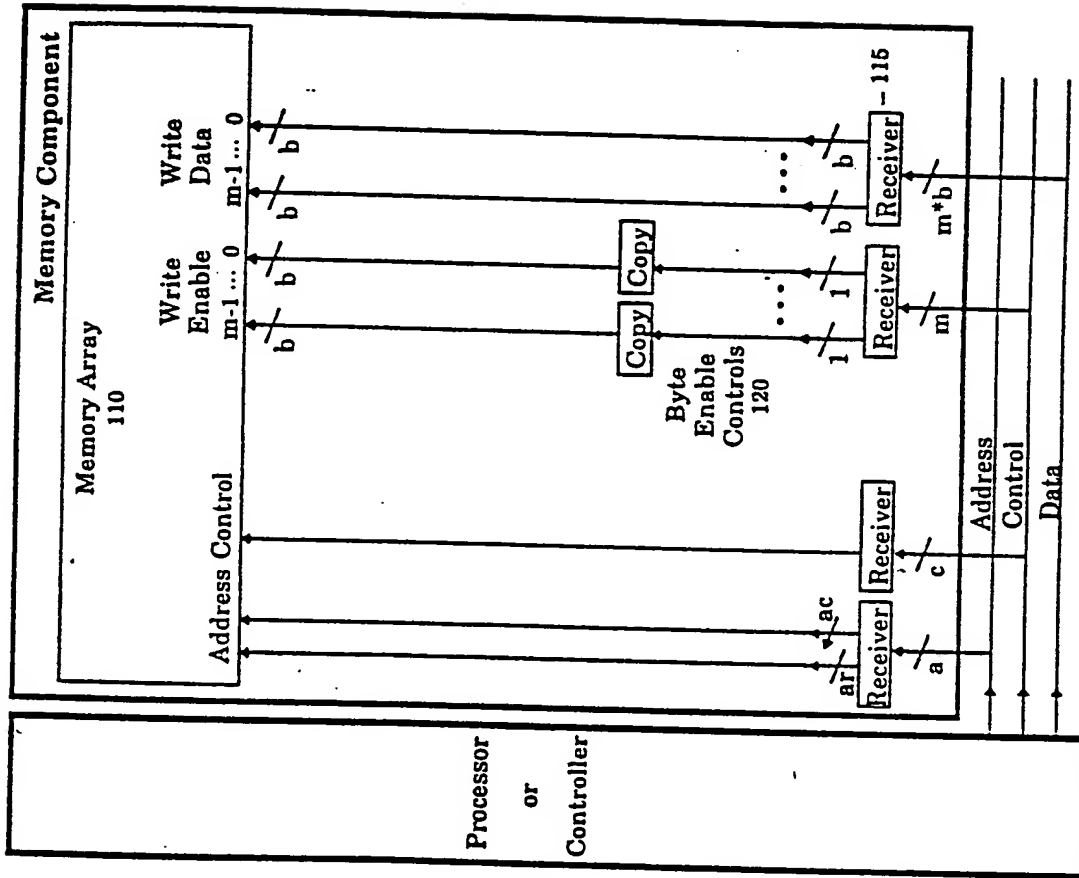 Memory Component
Memory Array
110
Address Control
Write
Enable
m-1 ... 0
Write
Data
m-1 ... 0
b
b
b
b
Copy
Copy
Byte
Enable
Controls
120
ar
ac
1
1
b
b
Receiver
Receiver
Receiver
Receiver
115
a
c
m
m*b
Address
Control
Data
Processor
or
Controller